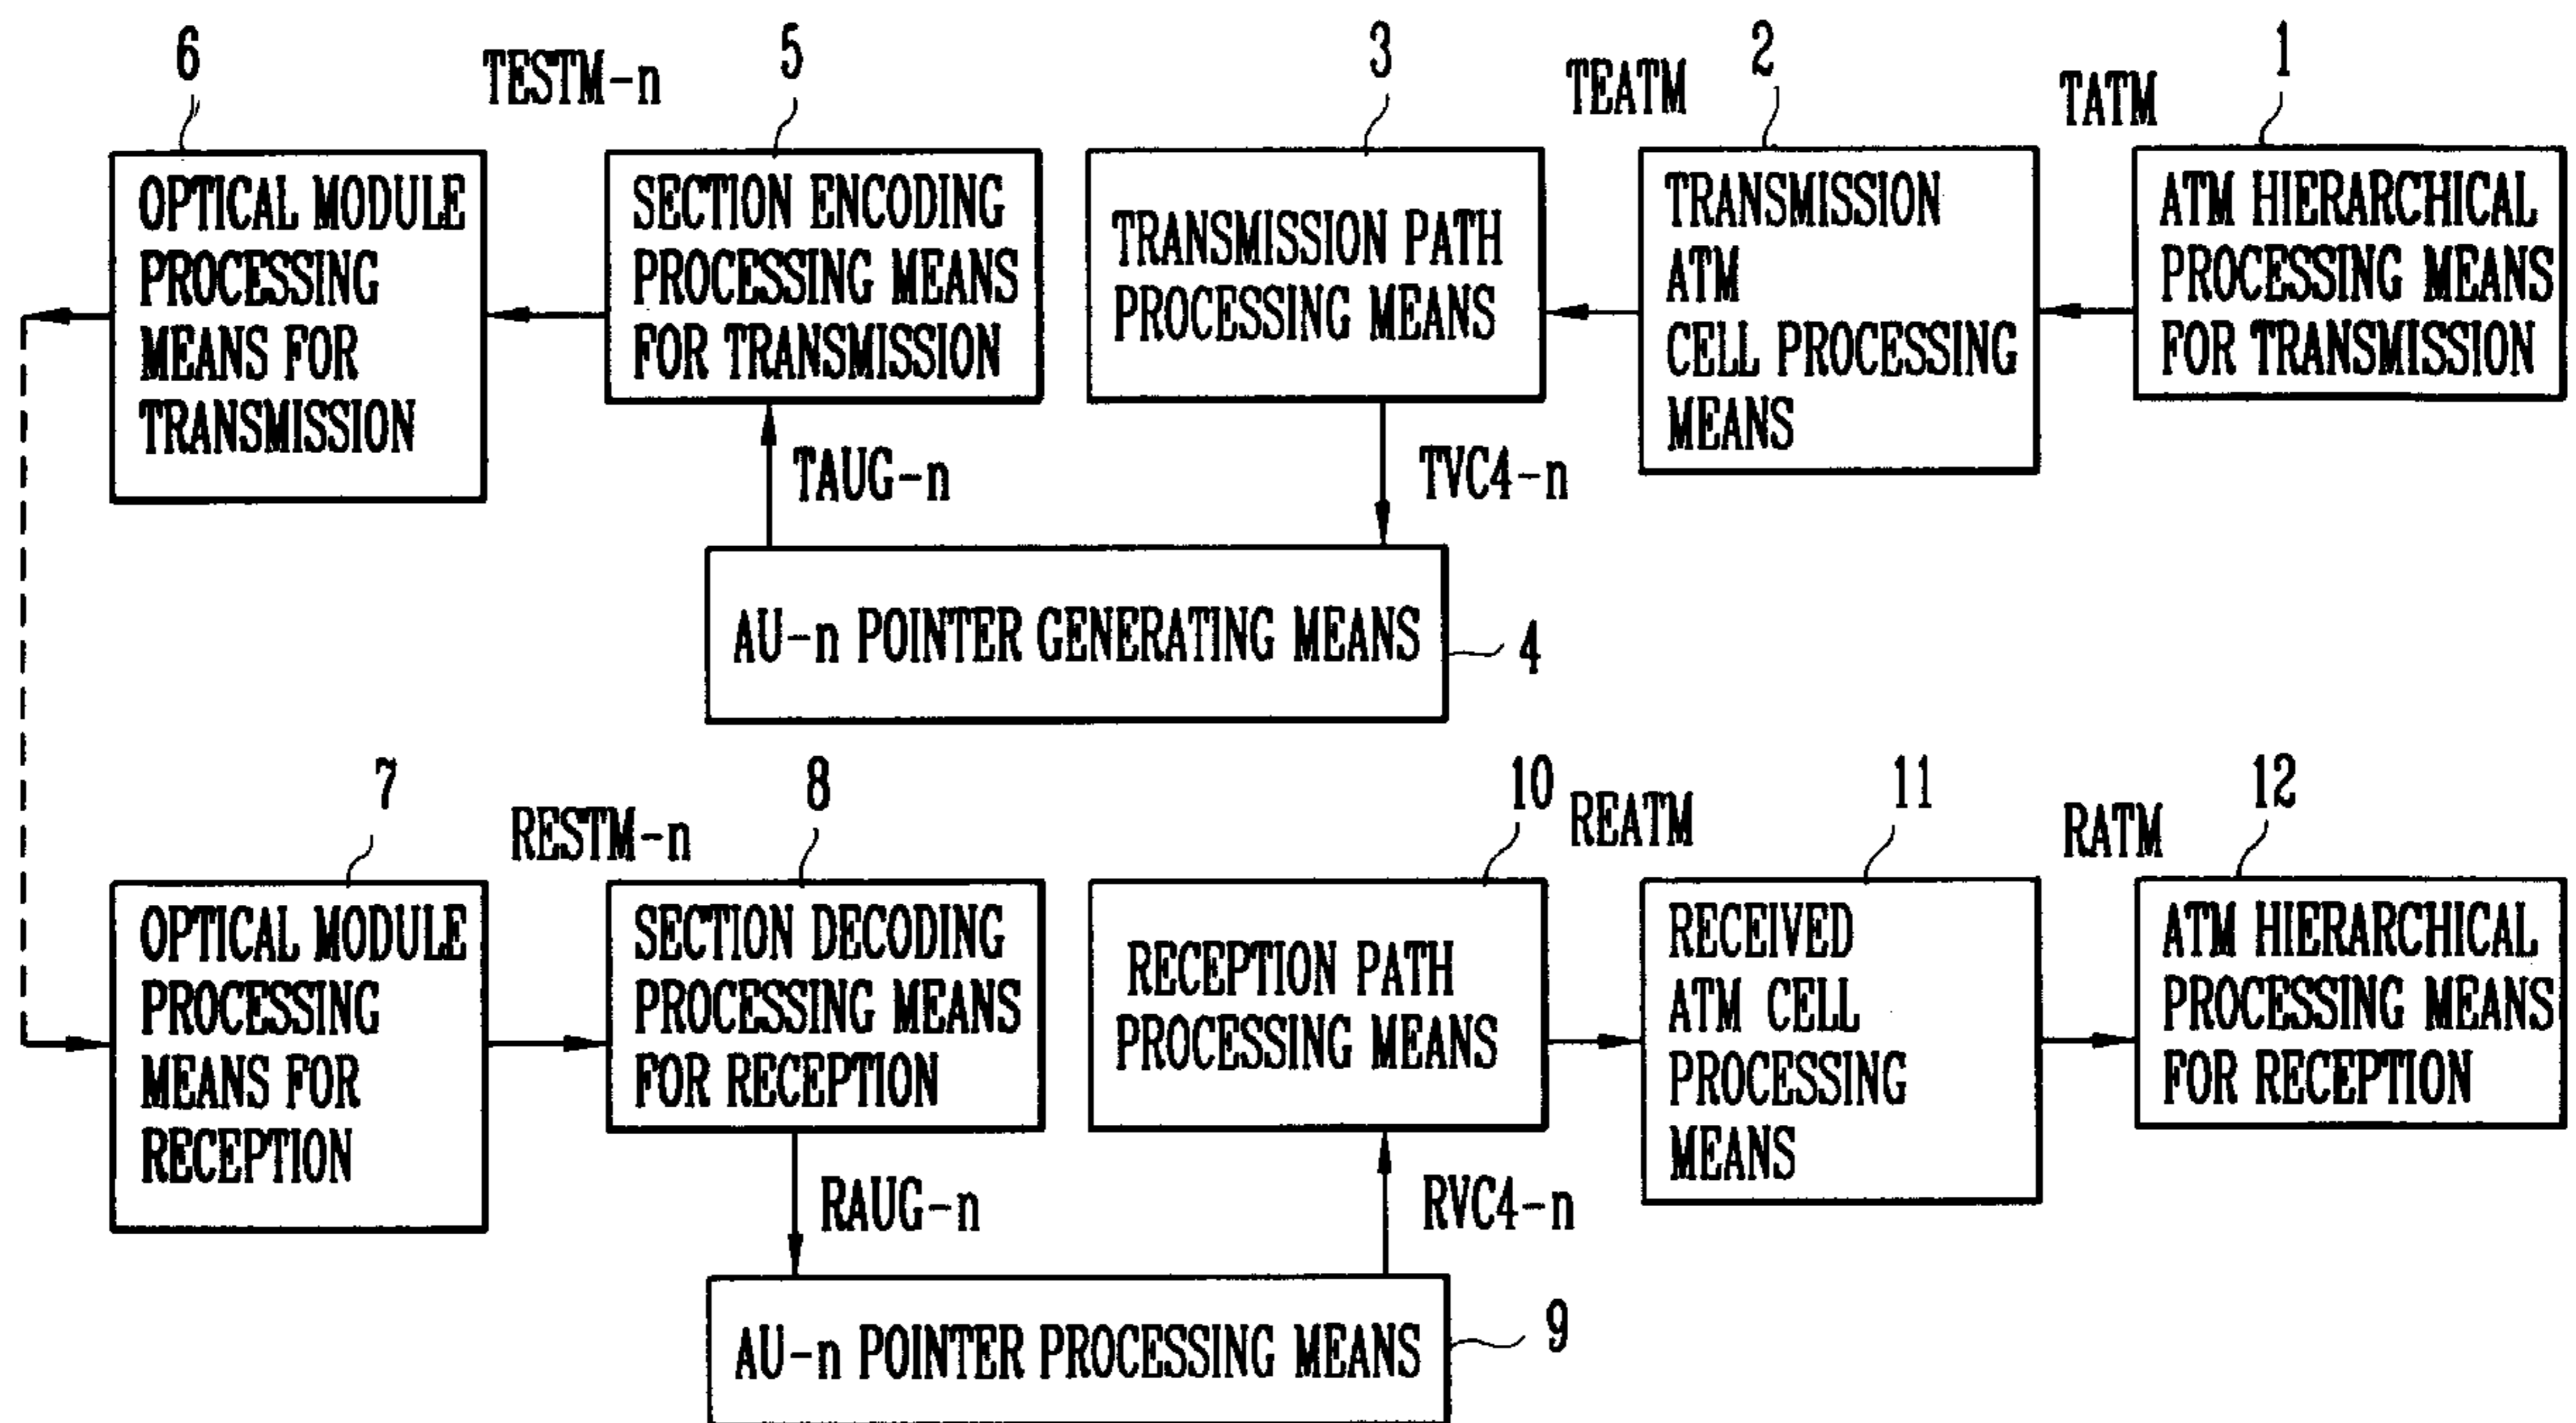 6
TESTM-n
5
3
TEATM
2
TATM
1
OPTICAL MODULE
PROCESSING
MEANS FOR
TRANSMISSION
SECTION ENCODING
PROCESSING MEANS
FOR TRANSMISSION
TRANSMISSION PATH
PROCESSING MEANS
TRANSMISSION
ATM
CELL PROCESSING
MEANS
ATM HIERARCHICAL
PROCESSING MEANS
FOR TRANSMISSION
TAUG-n
TVC4-n
AU-n POINTER GENERATING MEANS
4
7
RESTM-n
8
10
REATM
11
RATM
12
OPTICAL MODULE
PROCESSING
MEANS FOR
RECEPTION
SECTION DECODING
PROCESSING MEANS
FOR RECEPTION
RECEPTION PATH
PROCESSING MEANS
RECEIVED
ATM CELL
PROCESSING
MEANS
ATM HIERARCHICAL
PROCESSING MEANS
FOR RECEPTION
RAUG-n
RVC4-n
AU-n POINTER PROCESSING MEANS
9